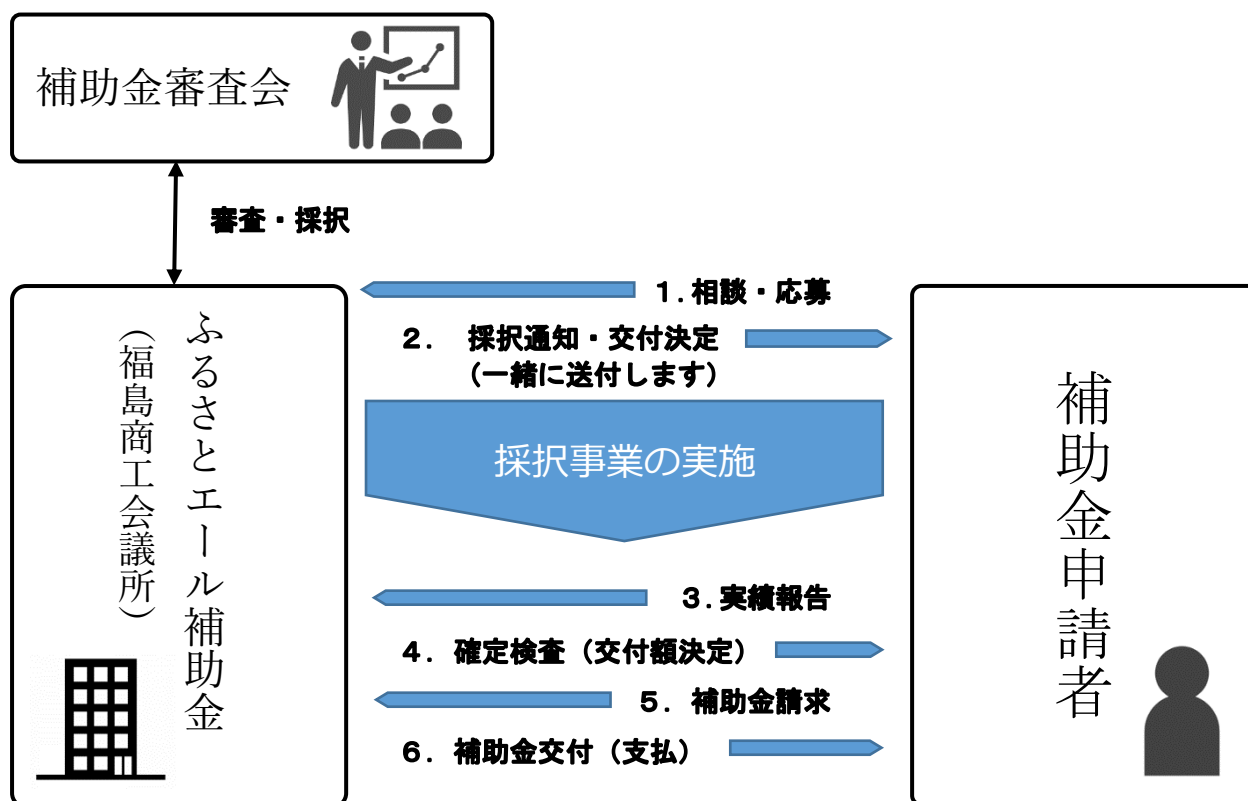 補助金審査会
審査・採択
ふるさとエール補助金
（福島商工会議所）
１.相談・応募
２. 採択通知・交付決定
（一緒に送付します）
採択事業の実施
３.実績報告
４. 確定検査（交付額決定）
５. 補助金請求
６. 補助金交付（支払）
補助金申請者